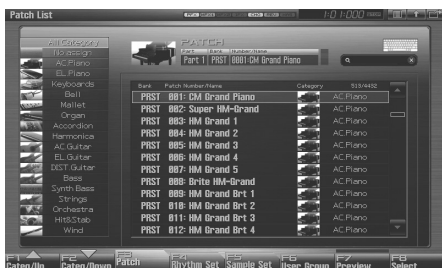 Patch List
1:01:000
All Category
No assign
AC.Piano
EL.Piano
Keyboards
Bell
Mallet
Organ
Accordion
Harmonica
AC.Guitar
EL.Guitar
DIST.Guitar
Bass
Synth Bass
Strings
Orchestra
Hit&Stab
Wind
PATCH
Part Bank Number/Name
Part 1 PRST 0001:CM Grand Piano
Bank Patch Number/Name Category 513/4432
PRST 001: CM Grand Piano AC.Piano
PRST 002: Super HM-Grand AC.Piano
PRST 003: HM Grand 1 AC.Piano
PRST 004: HM Grand 2 AC.Piano
PRST 005: HM Grand 3 AC.Piano
PRST 006: HM Grand 4 AC.Piano
PRST 007: HM Grand 5 AC.Piano
PRST 008: Brite HM-Grand AC.Piano
PRST 009: HM Grand Brt 1 AC.Piano
PRST 010: HM Grand Brt 2 AC.Piano
PRST 011: HM Grand Brt 3 AC.Piano
PRST 012: HM Grand Brt 4 AC.Piano
F1 Categ/Up
F2 Categ/Down
Patch
F4 Rhythm Set
F5 Sample Set
F6 User Group
F7 Preview
F8 Select